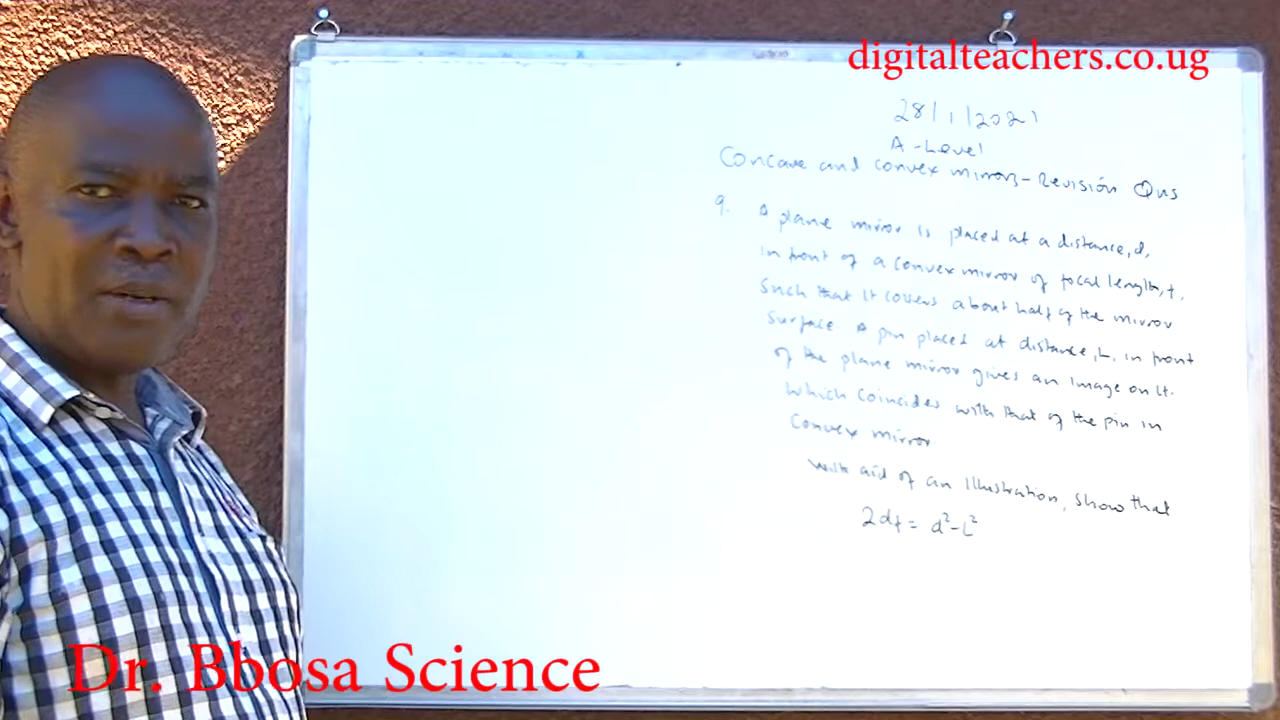 digitalteachers.co.ug
28/1/2021
A-Level
Concave and convex mirrors-Revision Qns
9. A plane mirror is placed at a distance, d,
in front of a convex mirror of focal length, f,
such that it covers about half of the mirror
surface A pin placed at distance, L, in front
of the plane mirror gives an image on it.
which coincides with that of the pin in
convex mirror
with aid of an illustration, show that
2df = d²-L²
Dr. Bbosa Science